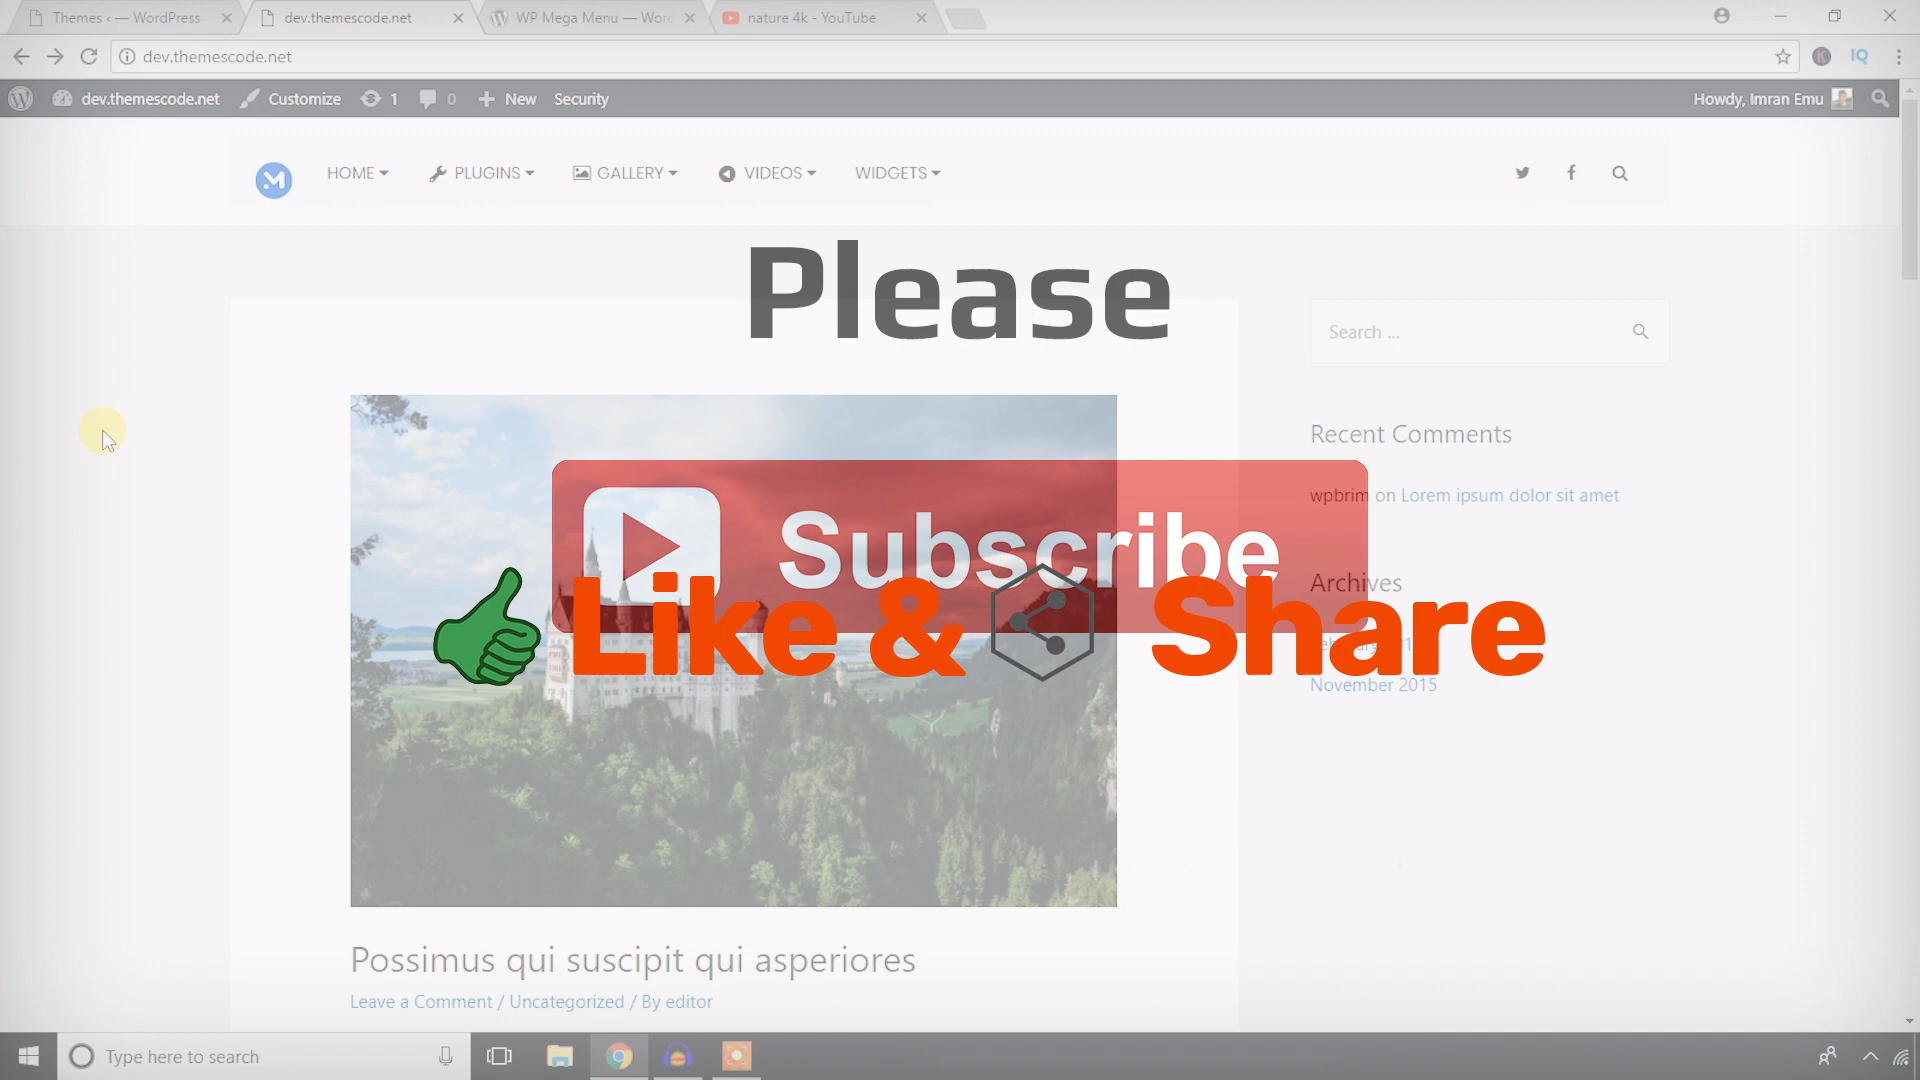 Themes ‹ — WordPress
dev.themescode.net
WP Mega Menu — Word
nature 4k - YouTube
dev.themescode.net
K
IQ
dev.themescode.net
Customize
1
0
New
Security
Howdy, Imran Emu
HOME
PLUGINS
GALLERY
VIDEOS
WIDGETS
Please
Search ...
Recent Comments
wpbrim on Lorem ipsum dolor sit amet
Subscribe
Archives
Like & Share
November 2015
Possimus qui suscipit qui asperiores
Leave a Comment / Uncategorized / By editor
Type here to search